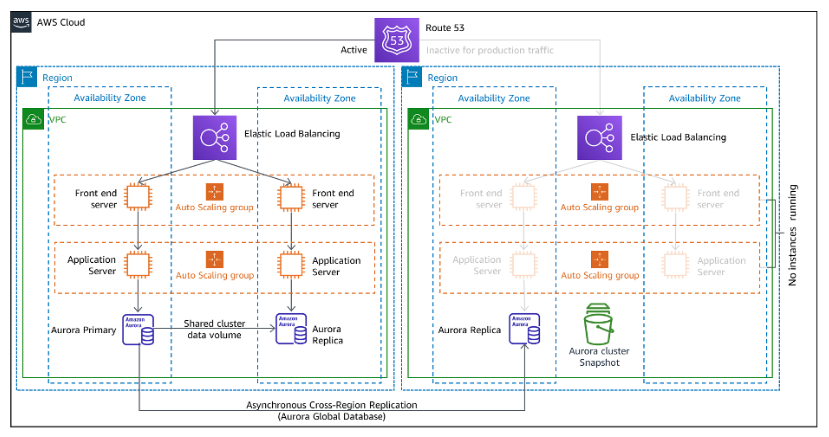 aws
AWS Cloud
53
Route 53
Active
Inactive for production traffic
Region
Availability Zone
Availability Zone
VPC
Elastic Load Balancing
Front end
server
Auto Scaling group
Front end
server
Application
Server
Auto Scaling group
Application
Server
Aurora Primary
Amazon
Aurora
Shared cluster
data volume
Amazon
Aurora
Aurora
Replica
Region
Availability Zone
Availability Zone
VPC
Elastic Load Balancing
Front end
server
Auto Scaling group
Front end
server
Application
Server
Auto Scaling group
Application
Server
No instances running
Aurora Replica
Amazon
Aurora
Aurora cluster
Snapshot
Asynchronous Cross-Region Replication
(Aurora Global Database)